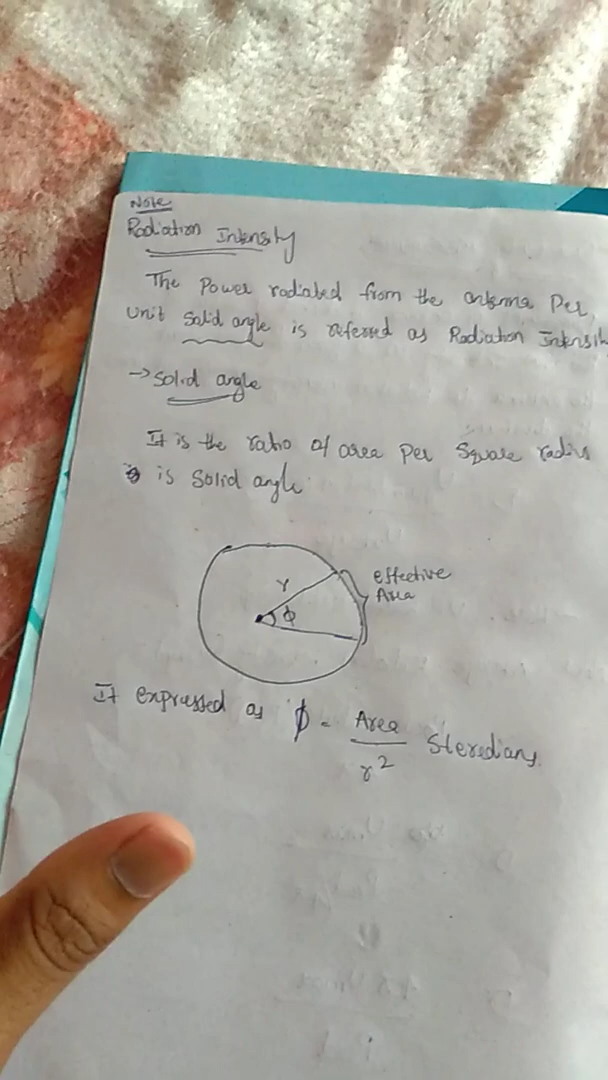 Note
Radiation Intensity
The Power radiated from the antenna Per
Unit Solid angle is referred as Radiation Intensit
→ Solid angle
It is the ratio of area Per Square radius
is Solid angle.
effective
Area
r
ϕ
It expressed as ϕ = Area / r² Steredians.